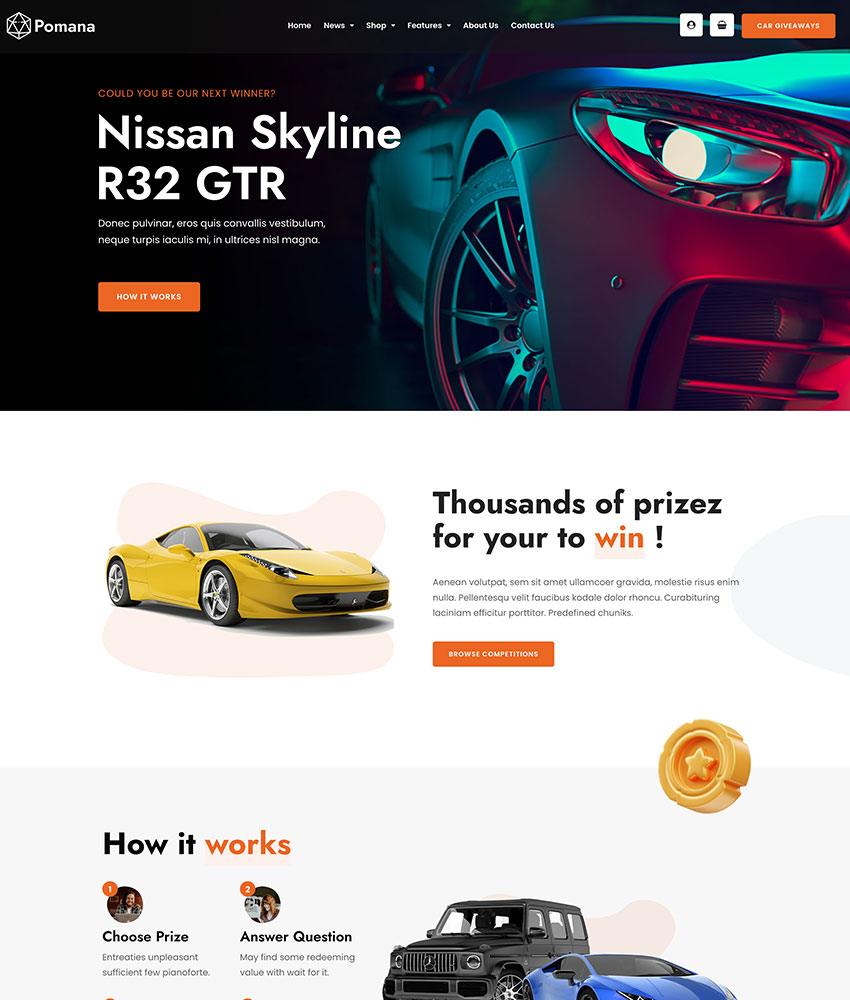 Pomana
Home News Shop Features About Us Contact Us
CAR GIVEAWAYS
COULD YOU BE OUR NEXT WINNER?
Nissan Skyline
R32 GTR
Donec pulvinar, eros quis convallis vestibulum,
neque turpis iaculis mi, in ultrices nisl magna.
HOW IT WORKS
Thousands of prizez
for your to win !
Aenean volutpat, sem sit amet ullamcoer gravida, molestie risus enim
nulla. Pellentesqu velit faucibus kodale dolor rhoncu. Curabituring
laciniam efficitur porttitor. Predefined chuniks.
BROWSE COMPETITIONS
How it works
1
Choose Prize
Entreaties unpleasant
sufficient few pianoforte.
2
Answer Question
May find some redeeming
value with wait for it.